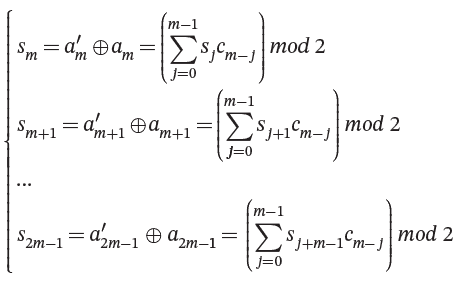 s_m = a'_m ⊕ a_m = (∑_{j=0}^{m−1} s_j c_{m−j}) mod 2
s_{m+1} = a'_{m+1} ⊕ a_{m+1} = (∑_{j=0}^{m−1} s_{j+1} c_{m−j}) mod 2
...
s_{2m−1} = a'_{2m−1} ⊕ a_{2m−1} = (∑_{j=0}^{m−1} s_{j+m−1} c_{m−j}) mod 2